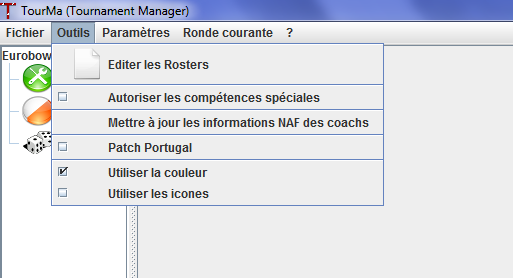 TourMa (Tournament Manager)
Fichier Outils Paramètres Ronde courante ?
Eurobow
Editer les Rosters
Autoriser les compétences spéciales
Mettre à jour les informations NAF des coachs
Patch Portugal
Utiliser la couleur
Utiliser les icones